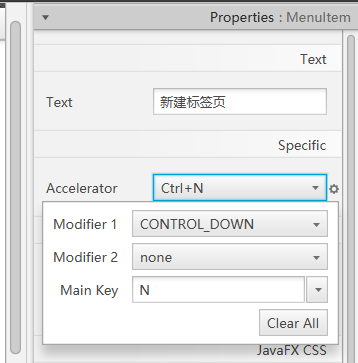 Properties : MenuItem
Text
Text 新建标签页
Specific
Accelerator Ctrl+N
Modifier 1 CONTROL_DOWN
Modifier 2 none
Main Key N
Clear All
JavaFX CSS